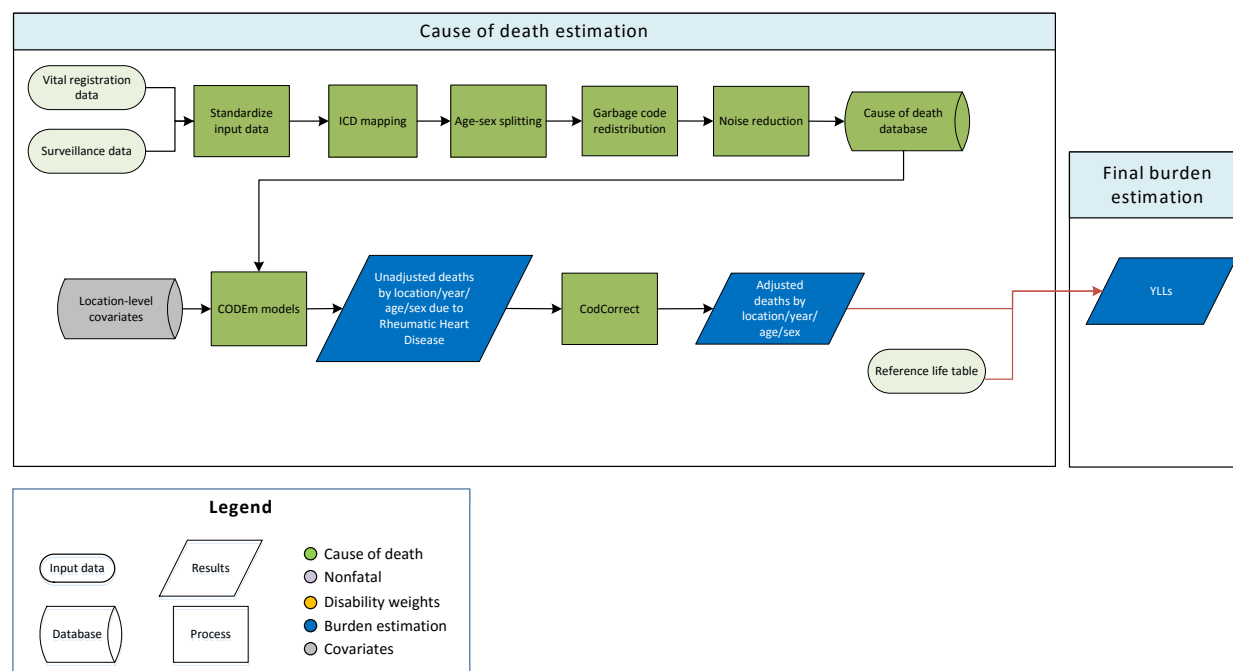 Cause of death estimation
Vital registration
data
Surveillance data
Standardize
input data
ICD mapping
Age-sex splitting
Garbage code
redistribution
Noise reduction
Cause of death
database
Final burden
estimation
Location-level
covariates
CODEm models
Unadjusted deaths
by location/year/
age/sex due to
Rheumatic Heart
Disease
CodCorrect
Adjusted
deaths by
location/year/
age/sex
YLLs
Reference life table
Legend
Input data
Results
Database
Process
Cause of death
Nonfatal
Disability weights
Burden estimation
Covariates